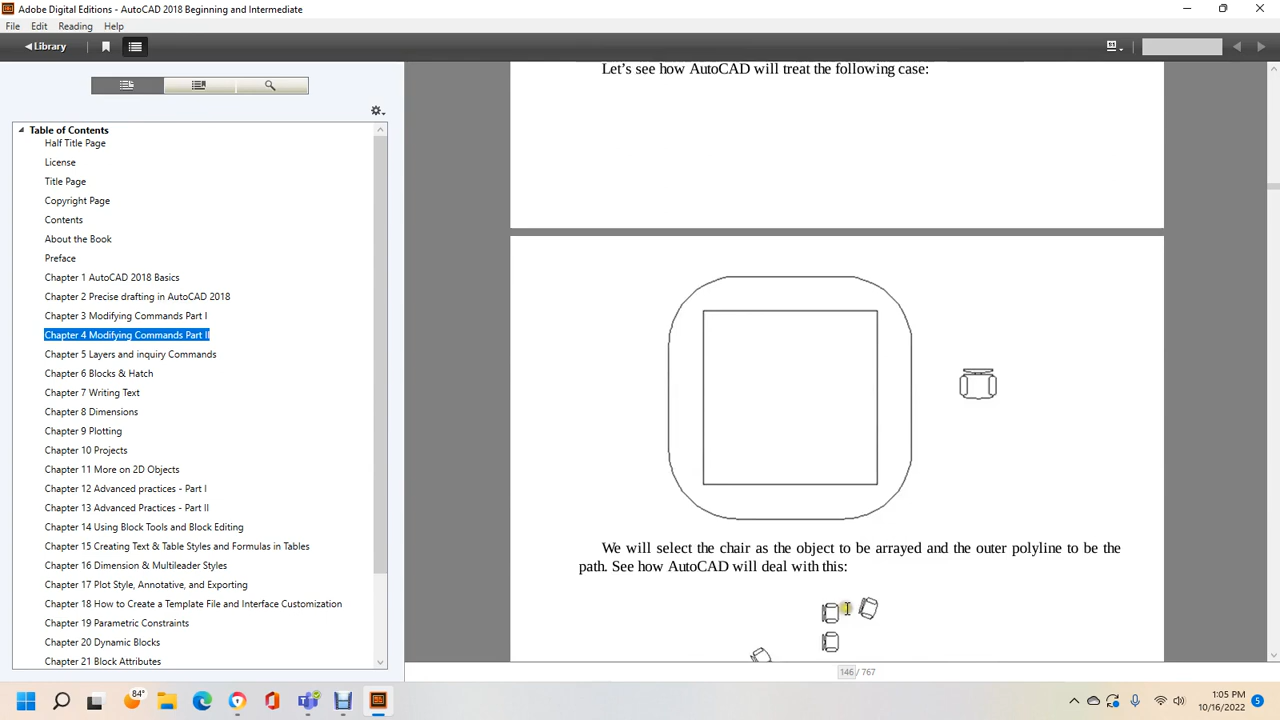 Adobe Digital Editions - AutoCAD 2018 Beginning and Intermediate
File Edit Reading Help
Library
Table of Contents
Half Title Page
License
Title Page
Copyright Page
Contents
About the Book
Preface
Chapter 1 AutoCAD 2018 Basics
Chapter 2 Precise drafting in AutoCAD 2018
Chapter 3 Modifying Commands Part I
Chapter 4 Modifying Commands Part II
Chapter 5 Layers and inquiry Commands
Chapter 6 Blocks & Hatch
Chapter 7 Writing Text
Chapter 8 Dimensions
Chapter 9 Plotting
Chapter 10 Projects
Chapter 11 More on 2D Objects
Chapter 12 Advanced practices - Part I
Chapter 13 Advanced Practices - Part II
Chapter 14 Using Block Tools and Block Editing
Chapter 15 Creating Text & Table Styles and Formulas in Tables
Chapter 16 Dimension & Multileader Styles
Chapter 17 Plot Style, Annotative, and Exporting
Chapter 18 How to Create a Template File and Interface Customization
Chapter 19 Parametric Constraints
Chapter 20 Dynamic Blocks
Chapter 21 Block Attributes
Let’s see how AutoCAD will treat the following case:
We will select the chair as the object to be arrayed and the outer polyline to be the
path. See how AutoCAD will deal with this:
146 / 767
84°
1:05 PM
10/16/2022
5